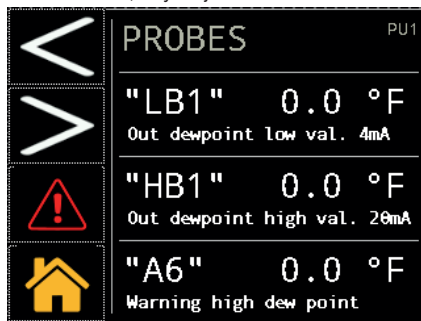 PROBES PU1
"LB1" 0.0 °F
Out dewpoint low val. 4mA
"HB1" 0.0 °F
Out dewpoint high val. 20mA
"A6" 0.0 °F
Warning high dew point